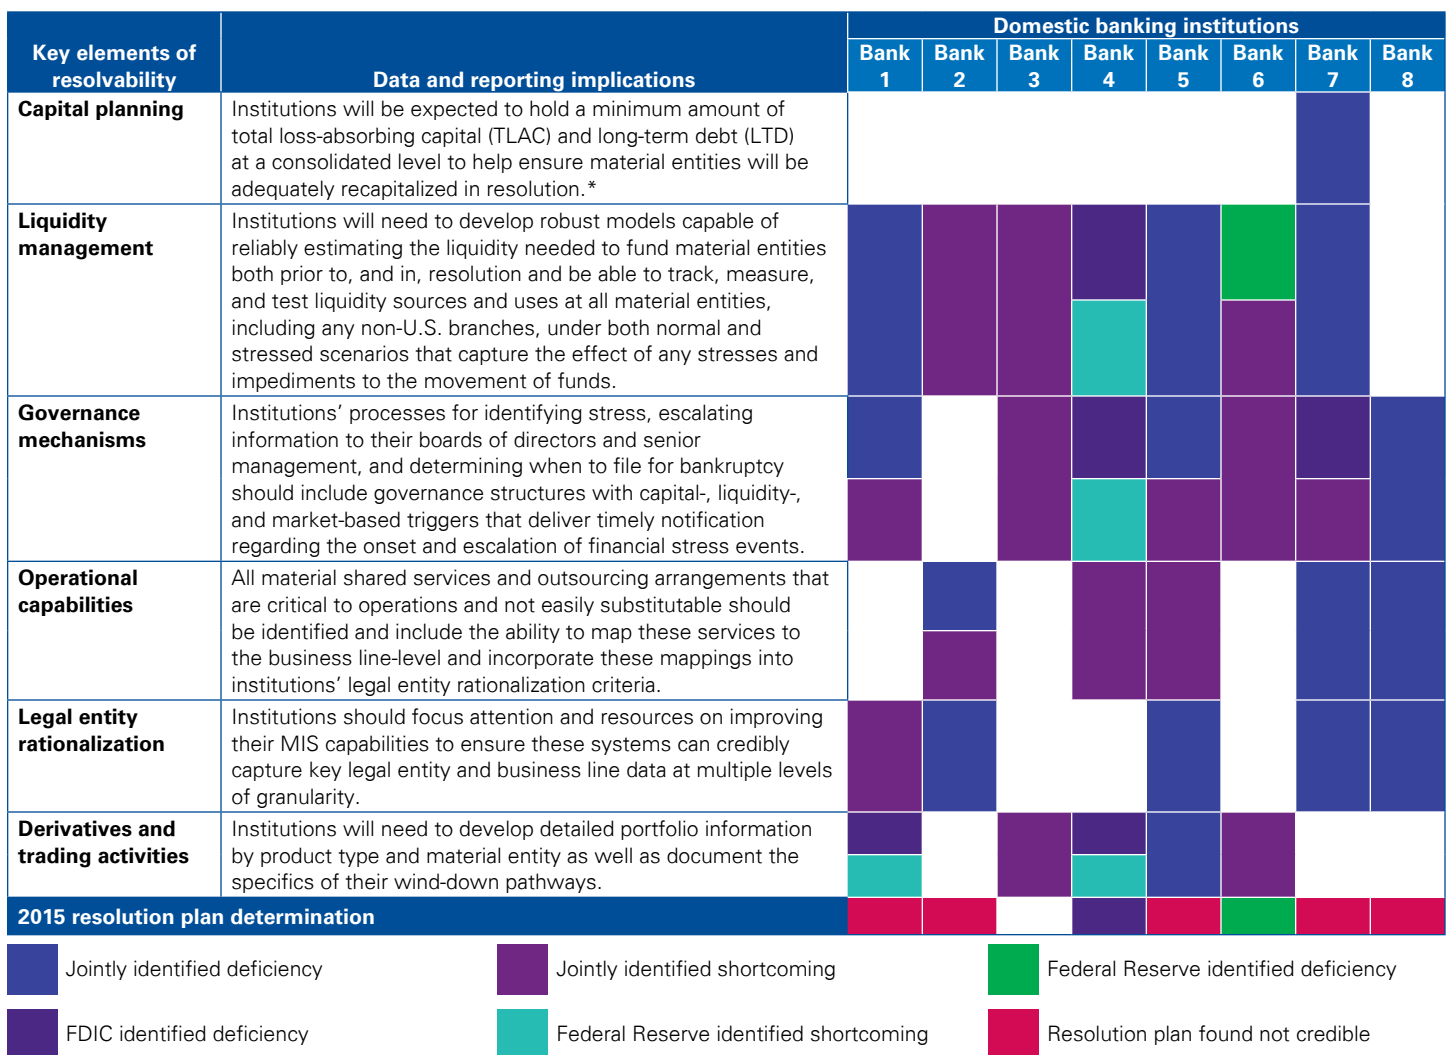 Domestic banking institutions
Key elements of
resolvability
Data and reporting implications
Bank
1
Bank
2
Bank
3
Bank
4
Bank
5
Bank
6
Bank
7
Bank
8
Capital planning
Institutions will be expected to hold a minimum amount of
total loss-absorbing capital (TLAC) and long-term debt (LTD)
at a consolidated level to help ensure material entities will be
adequately recapitalized in resolution.*
Liquidity
management
Institutions will need to develop robust models capable of
reliably estimating the liquidity needed to fund material entities
both prior to, and in, resolution and be able to track, measure,
and test liquidity sources and uses at all material entities,
including any non-U.S. branches, under both normal and
stressed scenarios that capture the effect of any stresses and
impediments to the movement of funds.
Governance
mechanisms
Institutions’ processes for identifying stress, escalating
information to their boards of directors and senior
management, and determining when to file for bankruptcy
should include governance structures with capital-, liquidity-,
and market-based triggers that deliver timely notification
regarding the onset and escalation of financial stress events.
Operational
capabilities
All material shared services and outsourcing arrangements that
are critical to operations and not easily substitutable should
be identified and include the ability to map these services to
the business line-level and incorporate these mappings into
institutions’ legal entity rationalization criteria.
Legal entity
rationalization
Institutions should focus attention and resources on improving
their MIS capabilities to ensure these systems can credibly
capture key legal entity and business line data at multiple levels
of granularity.
Derivatives and
trading activities
Institutions will need to develop detailed portfolio information
by product type and material entity as well as document the
specifics of their wind-down pathways.
2015 resolution plan determination
Jointly identified deficiency
Jointly identified shortcoming
Federal Reserve identified deficiency
FDIC identified deficiency
Federal Reserve identified shortcoming
Resolution plan found not credible